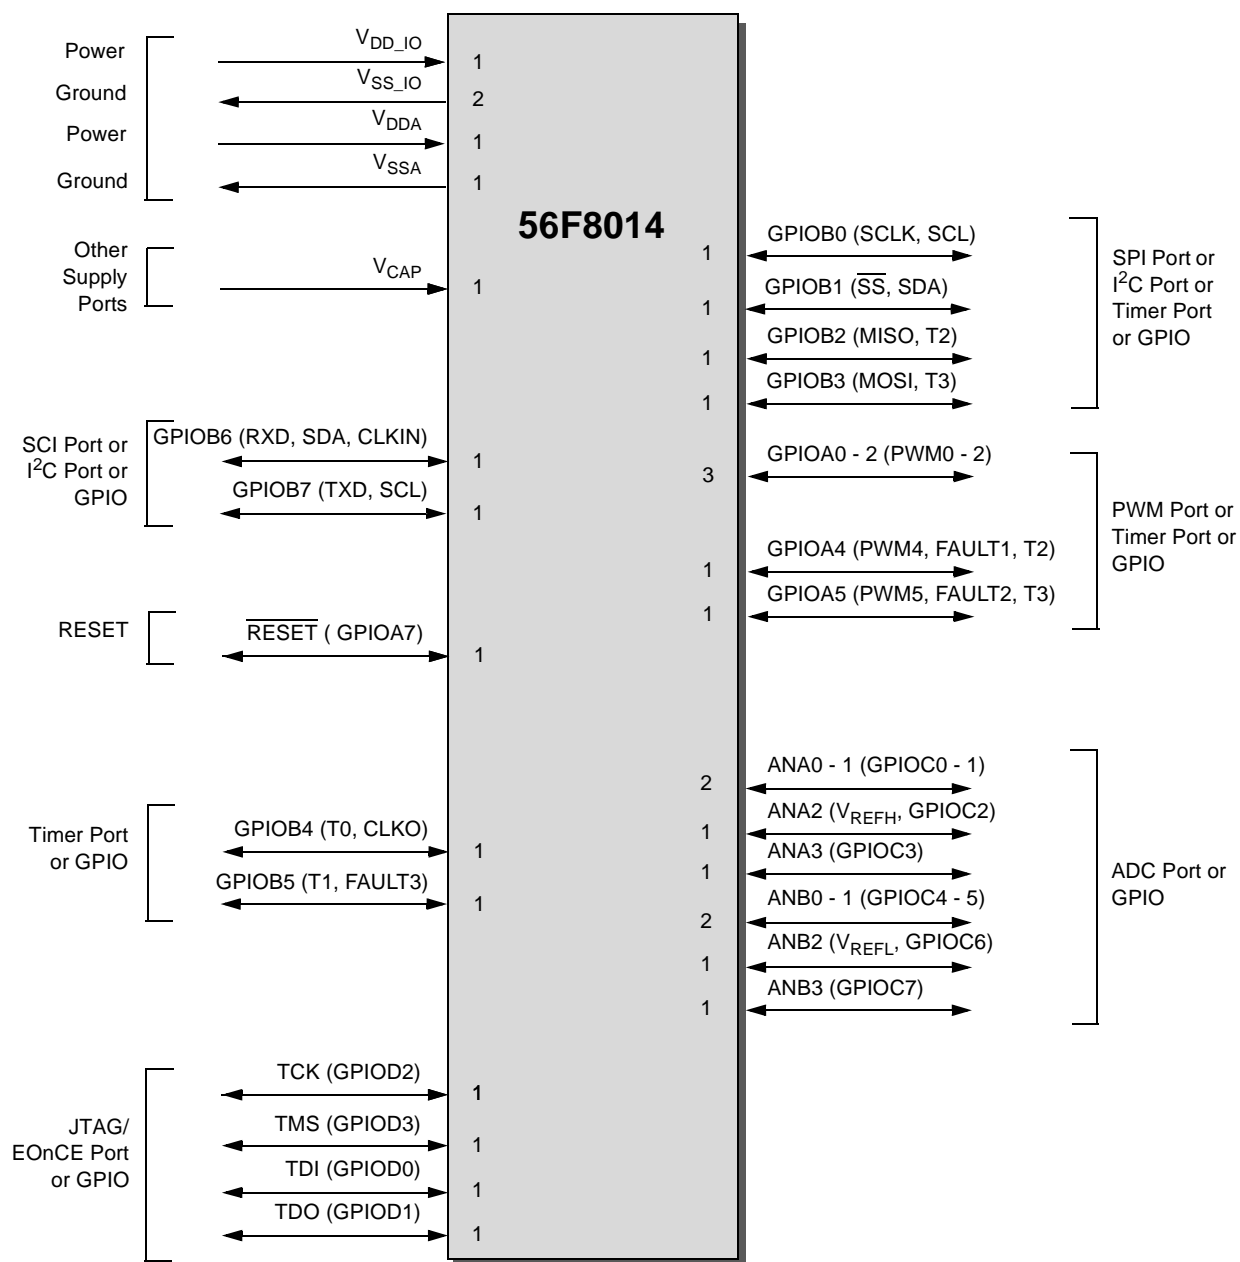 Power
V_DD_IO
1
Ground
V_SS_IO
2
Power
V_DDA
1
Ground
V_SSA
1
56F8014
Other
Supply
Ports
V_CAP
1
SCI Port or
I²C Port or
GPIO
GPIOB6 (RXD, SDA, CLKIN)
1
GPIOB7 (TXD, SCL)
1
RESET
RESET ( GPIOA7)
1
Timer Port
or GPIO
GPIOB4 (T0, CLKO)
1
GPIOB5 (T1, FAULT3)
1
JTAG/
EOnCE Port
or GPIO
TCK (GPIOD2)
1
TMS (GPIOD3)
1
TDI (GPIOD0)
1
TDO (GPIOD1)
1
1
GPIOB0 (SCLK, SCL)
1
GPIOB1 (SS, SDA)
1
GPIOB2 (MISO, T2)
1
GPIOB3 (MOSI, T3)
SPI Port or
I²C Port or
Timer Port
or GPIO
3
GPIOA0 - 2 (PWM0 - 2)
1
GPIOA4 (PWM4, FAULT1, T2)
1
GPIOA5 (PWM5, FAULT2, T3)
PWM Port or
Timer Port or
GPIO
2
ANA0 - 1 (GPIOC0 - 1)
1
ANA2 (V_REFH, GPIOC2)
1
ANA3 (GPIOC3)
2
ANB0 - 1 (GPIOC4 - 5)
1
ANB2 (V_REFL, GPIOC6)
1
ANB3 (GPIOC7)
ADC Port or
GPIO